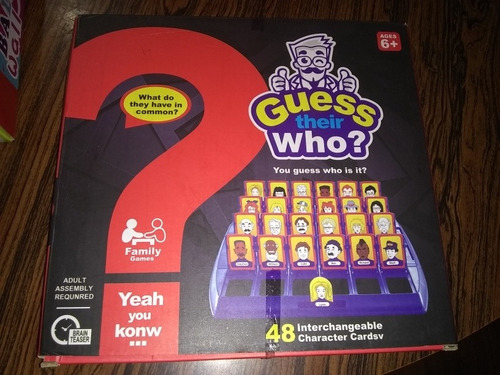 AGES
6+
What do
they have in
common?
Guess
their
Who?
You guess who is it?
Family
Games
ADULT
ASSEMBLY
REQUNRED
Yeah
you
konw
...
BRAIN
TEASER
48 Interchangeable
Character Cardsv